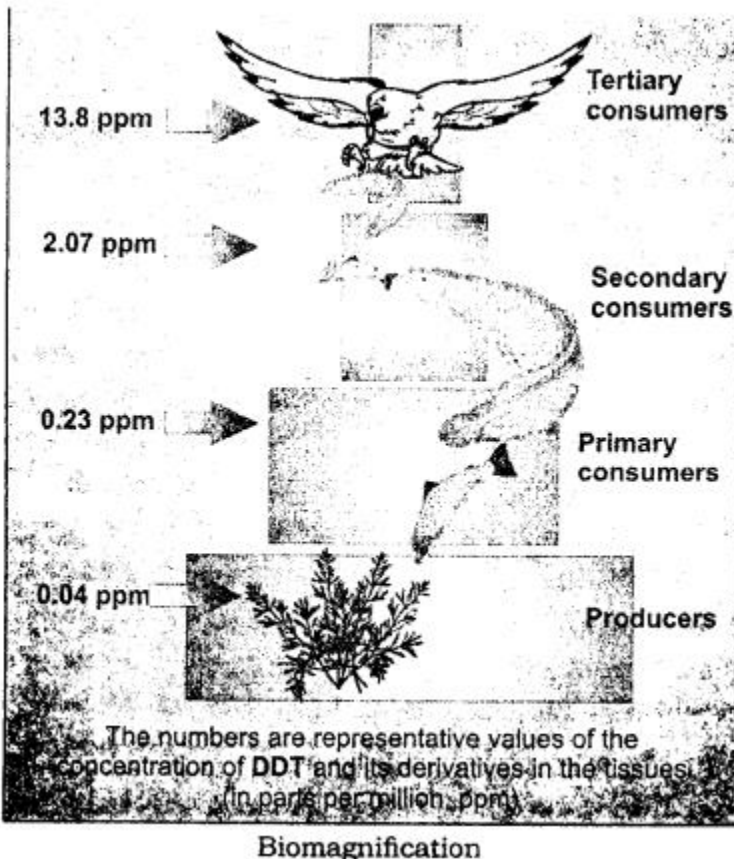 Tertiary
consumers
13.8 ppm
2.07 ppm
Secondary
consumers
0.23 ppm
Primary
consumers
0.04 ppm
Producers
The numbers are representative values of the
concentration of DDT and its derivatives in the tissues
(in parts per million, ppm)
Biomagnification